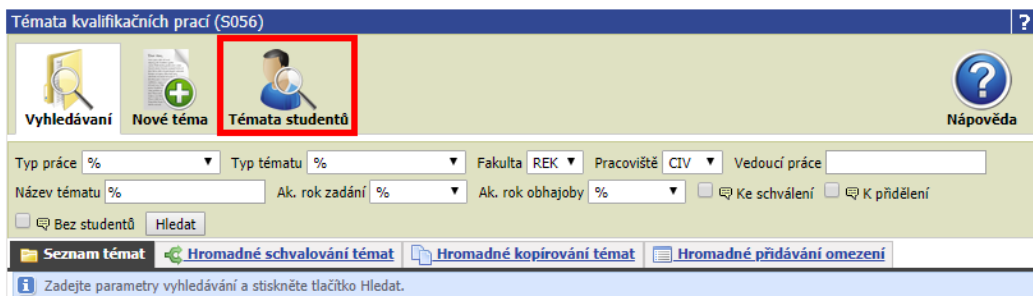 Témata kvalifikačních prací (S056) ?
Vyhledávaní Nové téma Témata studentů Nápověda
Typ práce % Typ tématu % Fakulta REK Pracoviště CIV Vedoucí práce
Název tématu % Ak. rok zadání % Ak. rok obhajoby % Ke schválení K přidělení
Bez studentů Hledat
Seznam témat Hromadné schvalování témat Hromadné kopírování témat Hromadné přidávání omezení
i Zadejte parametry vyhledávání a stiskněte tlačítko Hledat.